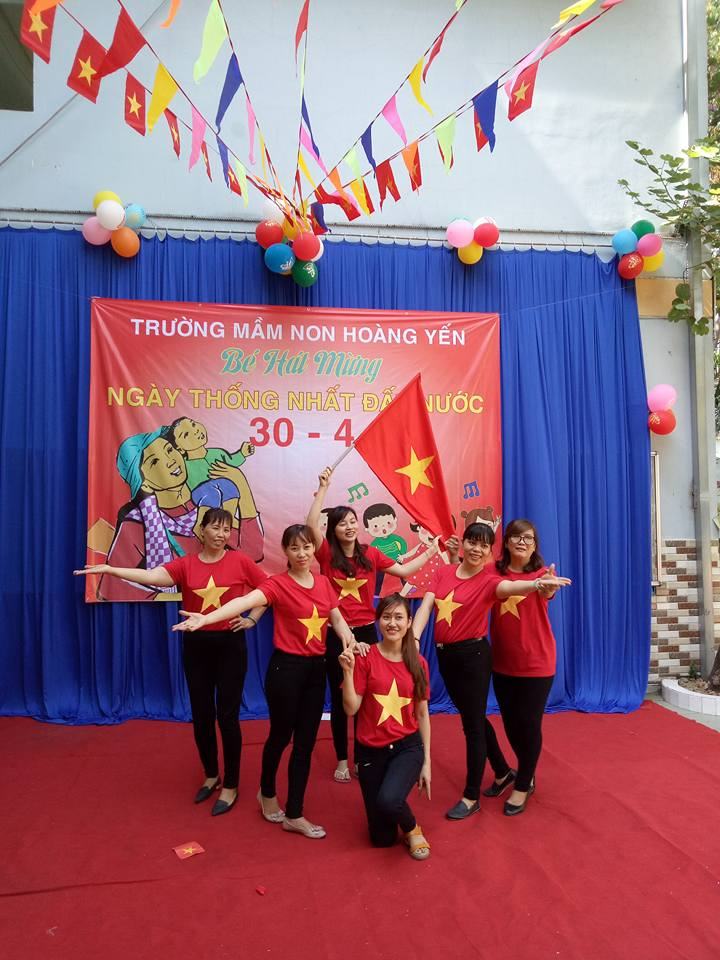 TRƯỜNG MẦM NON HOÀNG YẾN
Bé Hát Mừng
NGÀY THỐNG NHẤT NƯỚC
30 - 4